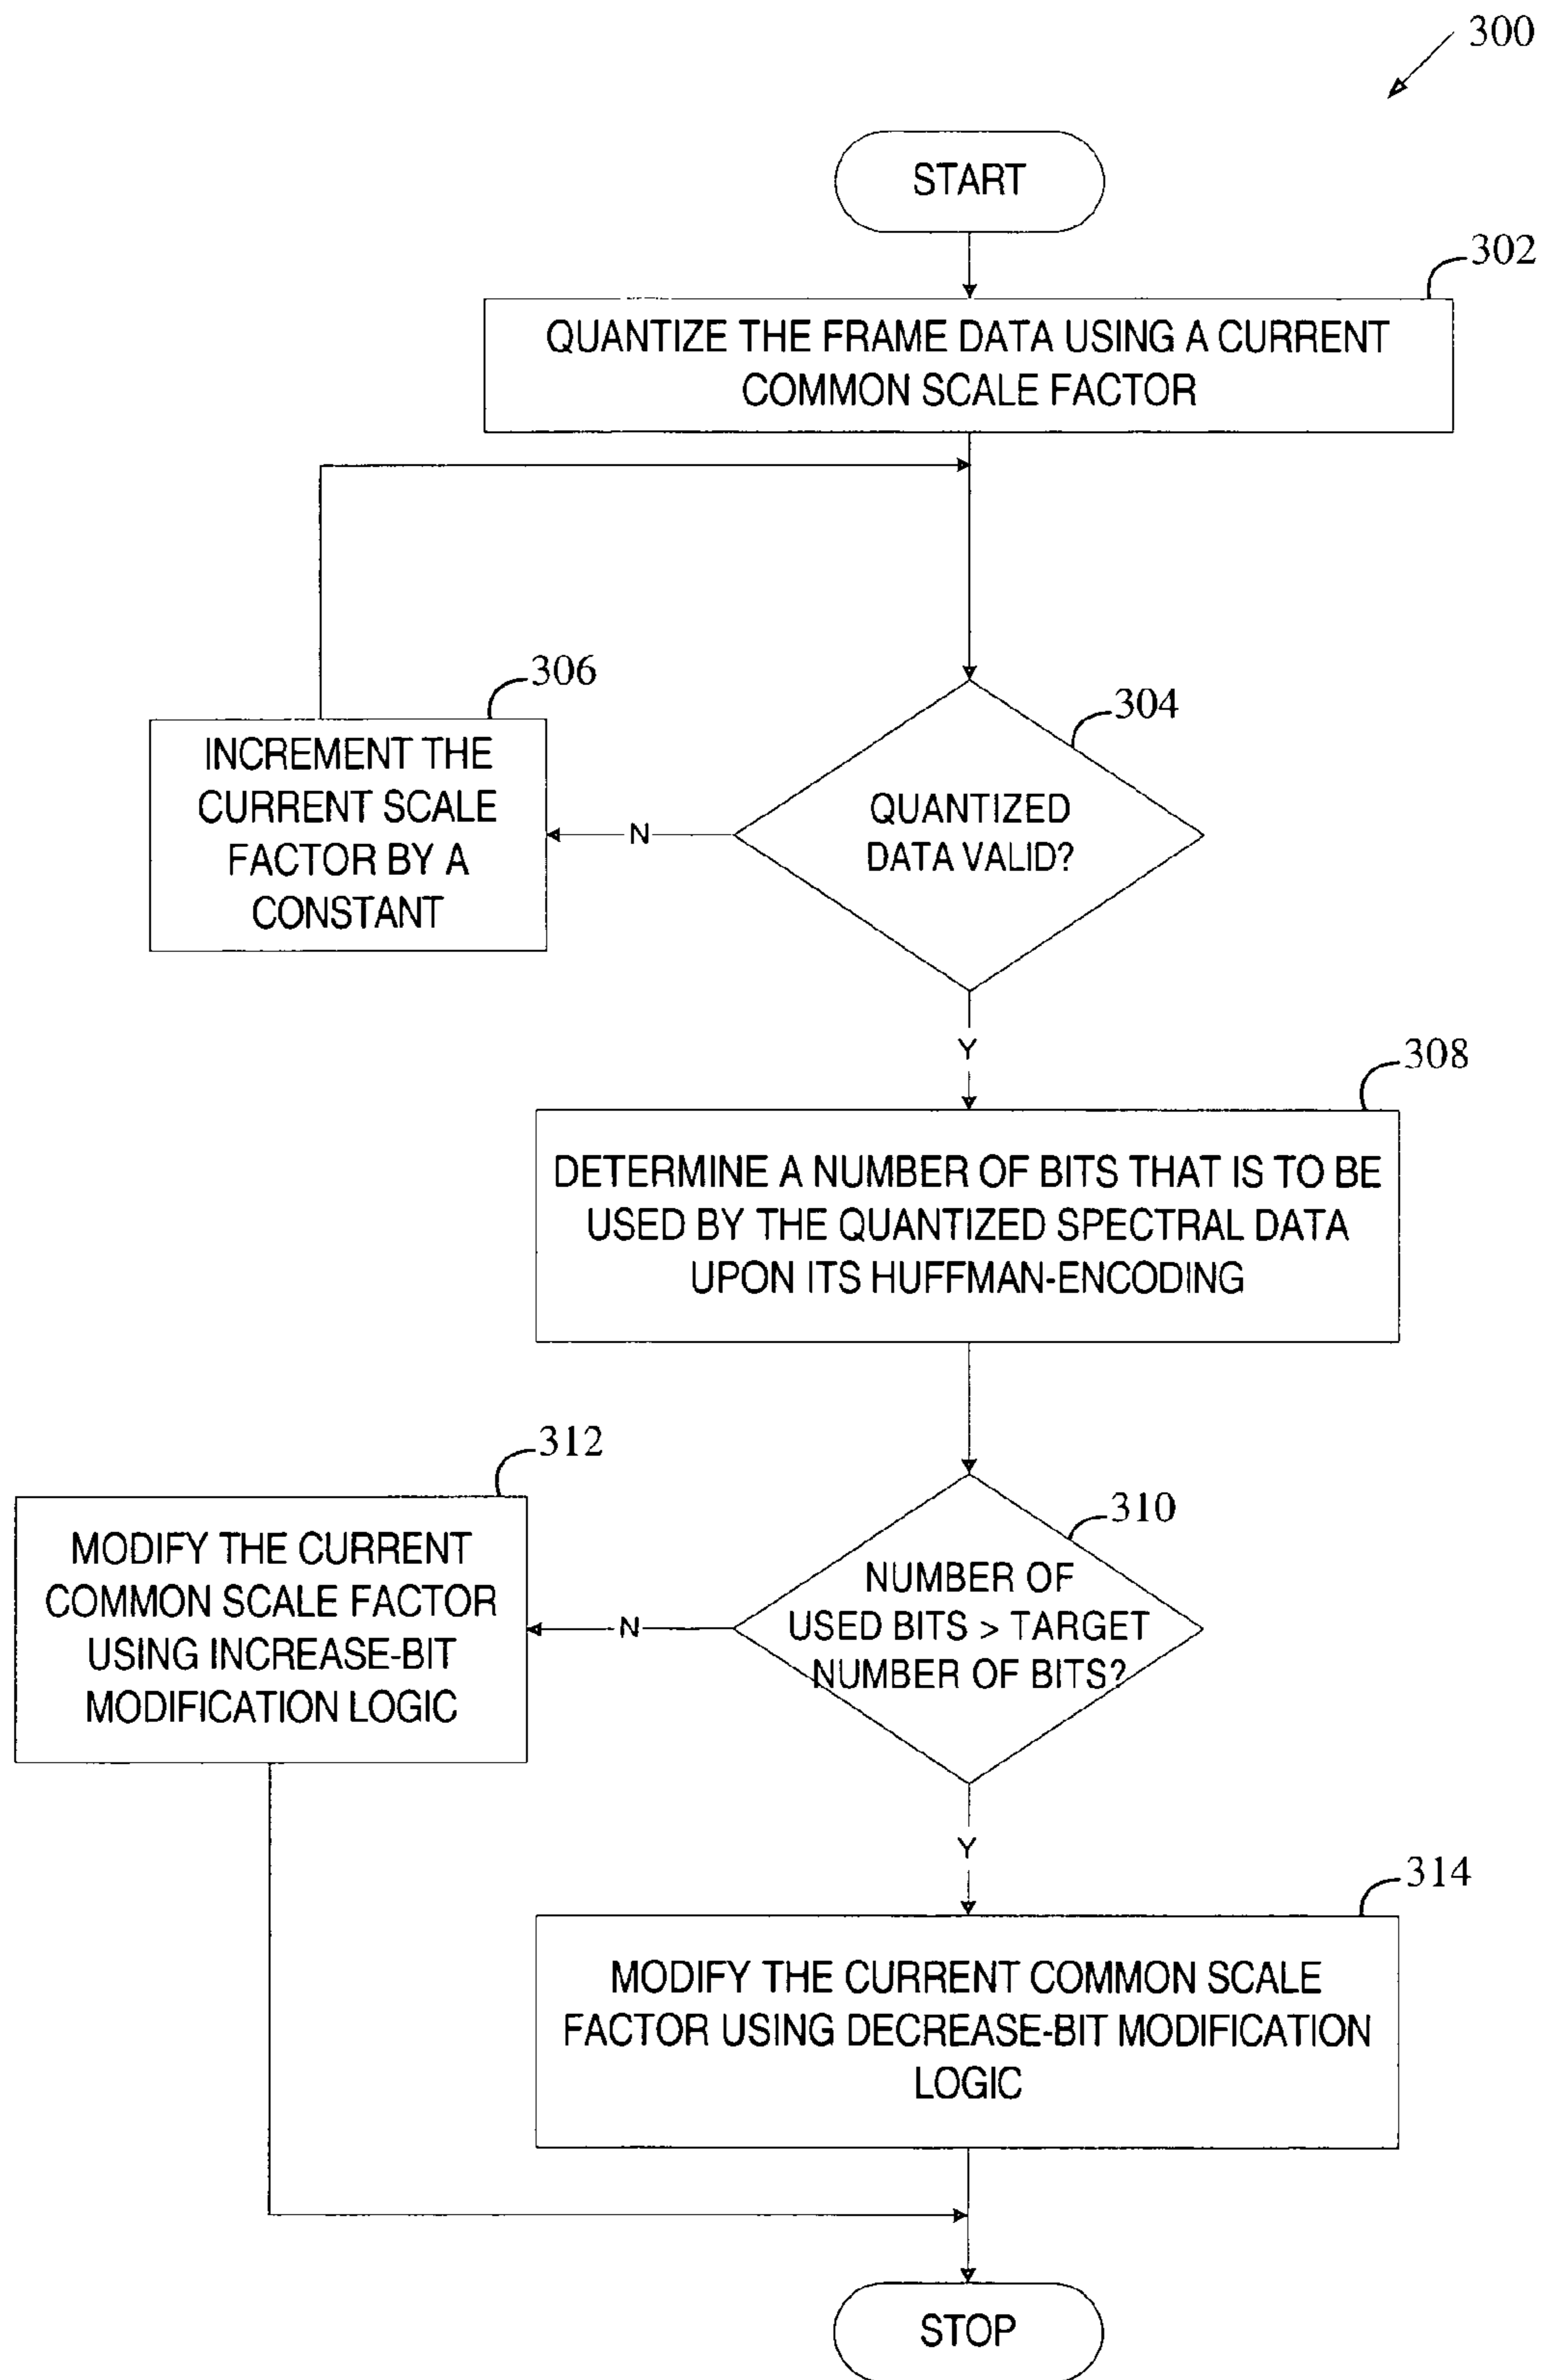 300
START
302
QUANTIZE THE FRAME DATA USING A CURRENT
COMMON SCALE FACTOR
306
INCREMENT THE
CURRENT SCALE
FACTOR BY A
CONSTANT
N
304
QUANTIZED
DATA VALID?
Y
308
DETERMINE A NUMBER OF BITS THAT IS TO BE
USED BY THE QUANTIZED SPECTRAL DATA
UPON ITS HUFFMAN-ENCODING
312
MODIFY THE CURRENT
COMMON SCALE FACTOR
USING INCREASE-BIT
MODIFICATION LOGIC
N
310
NUMBER OF
USED BITS > TARGET
NUMBER OF BITS?
Y
314
MODIFY THE CURRENT COMMON SCALE
FACTOR USING DECREASE-BIT MODIFICATION
LOGIC
STOP